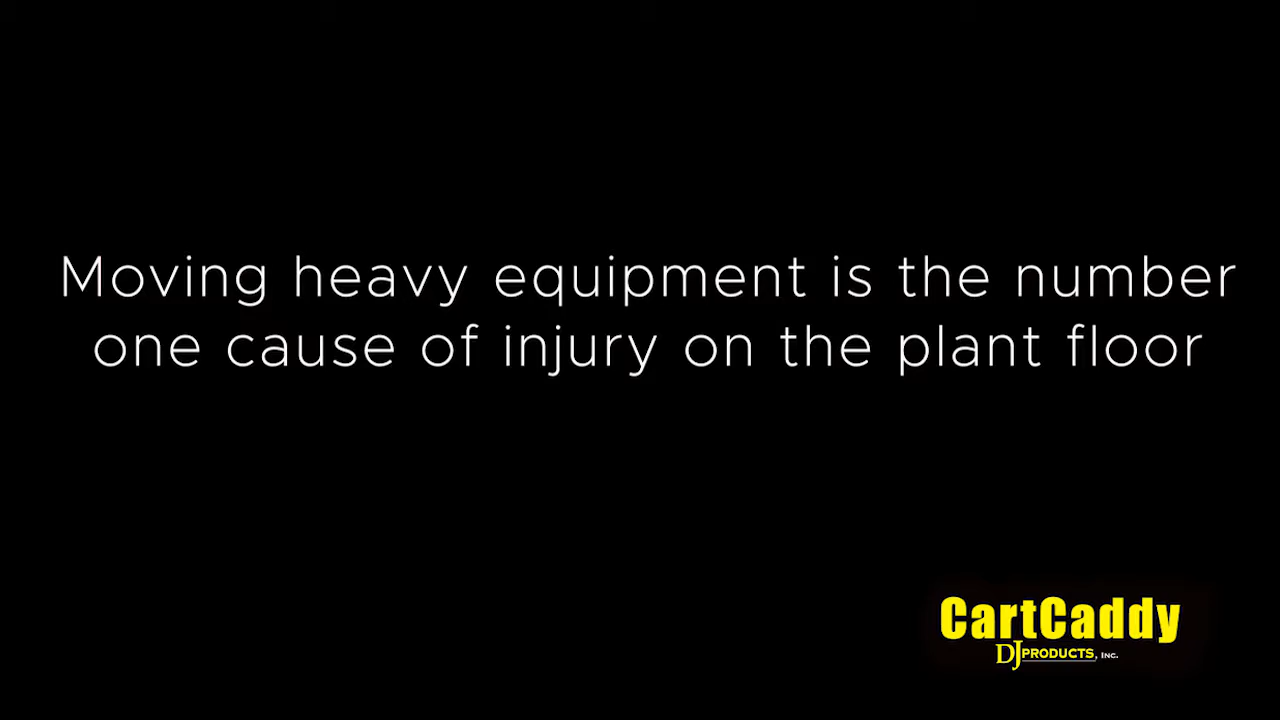 Moving heavy equipment is the number
one cause of injury on the plant floor
CartCaddy
DJ PRODUCTS, INC.